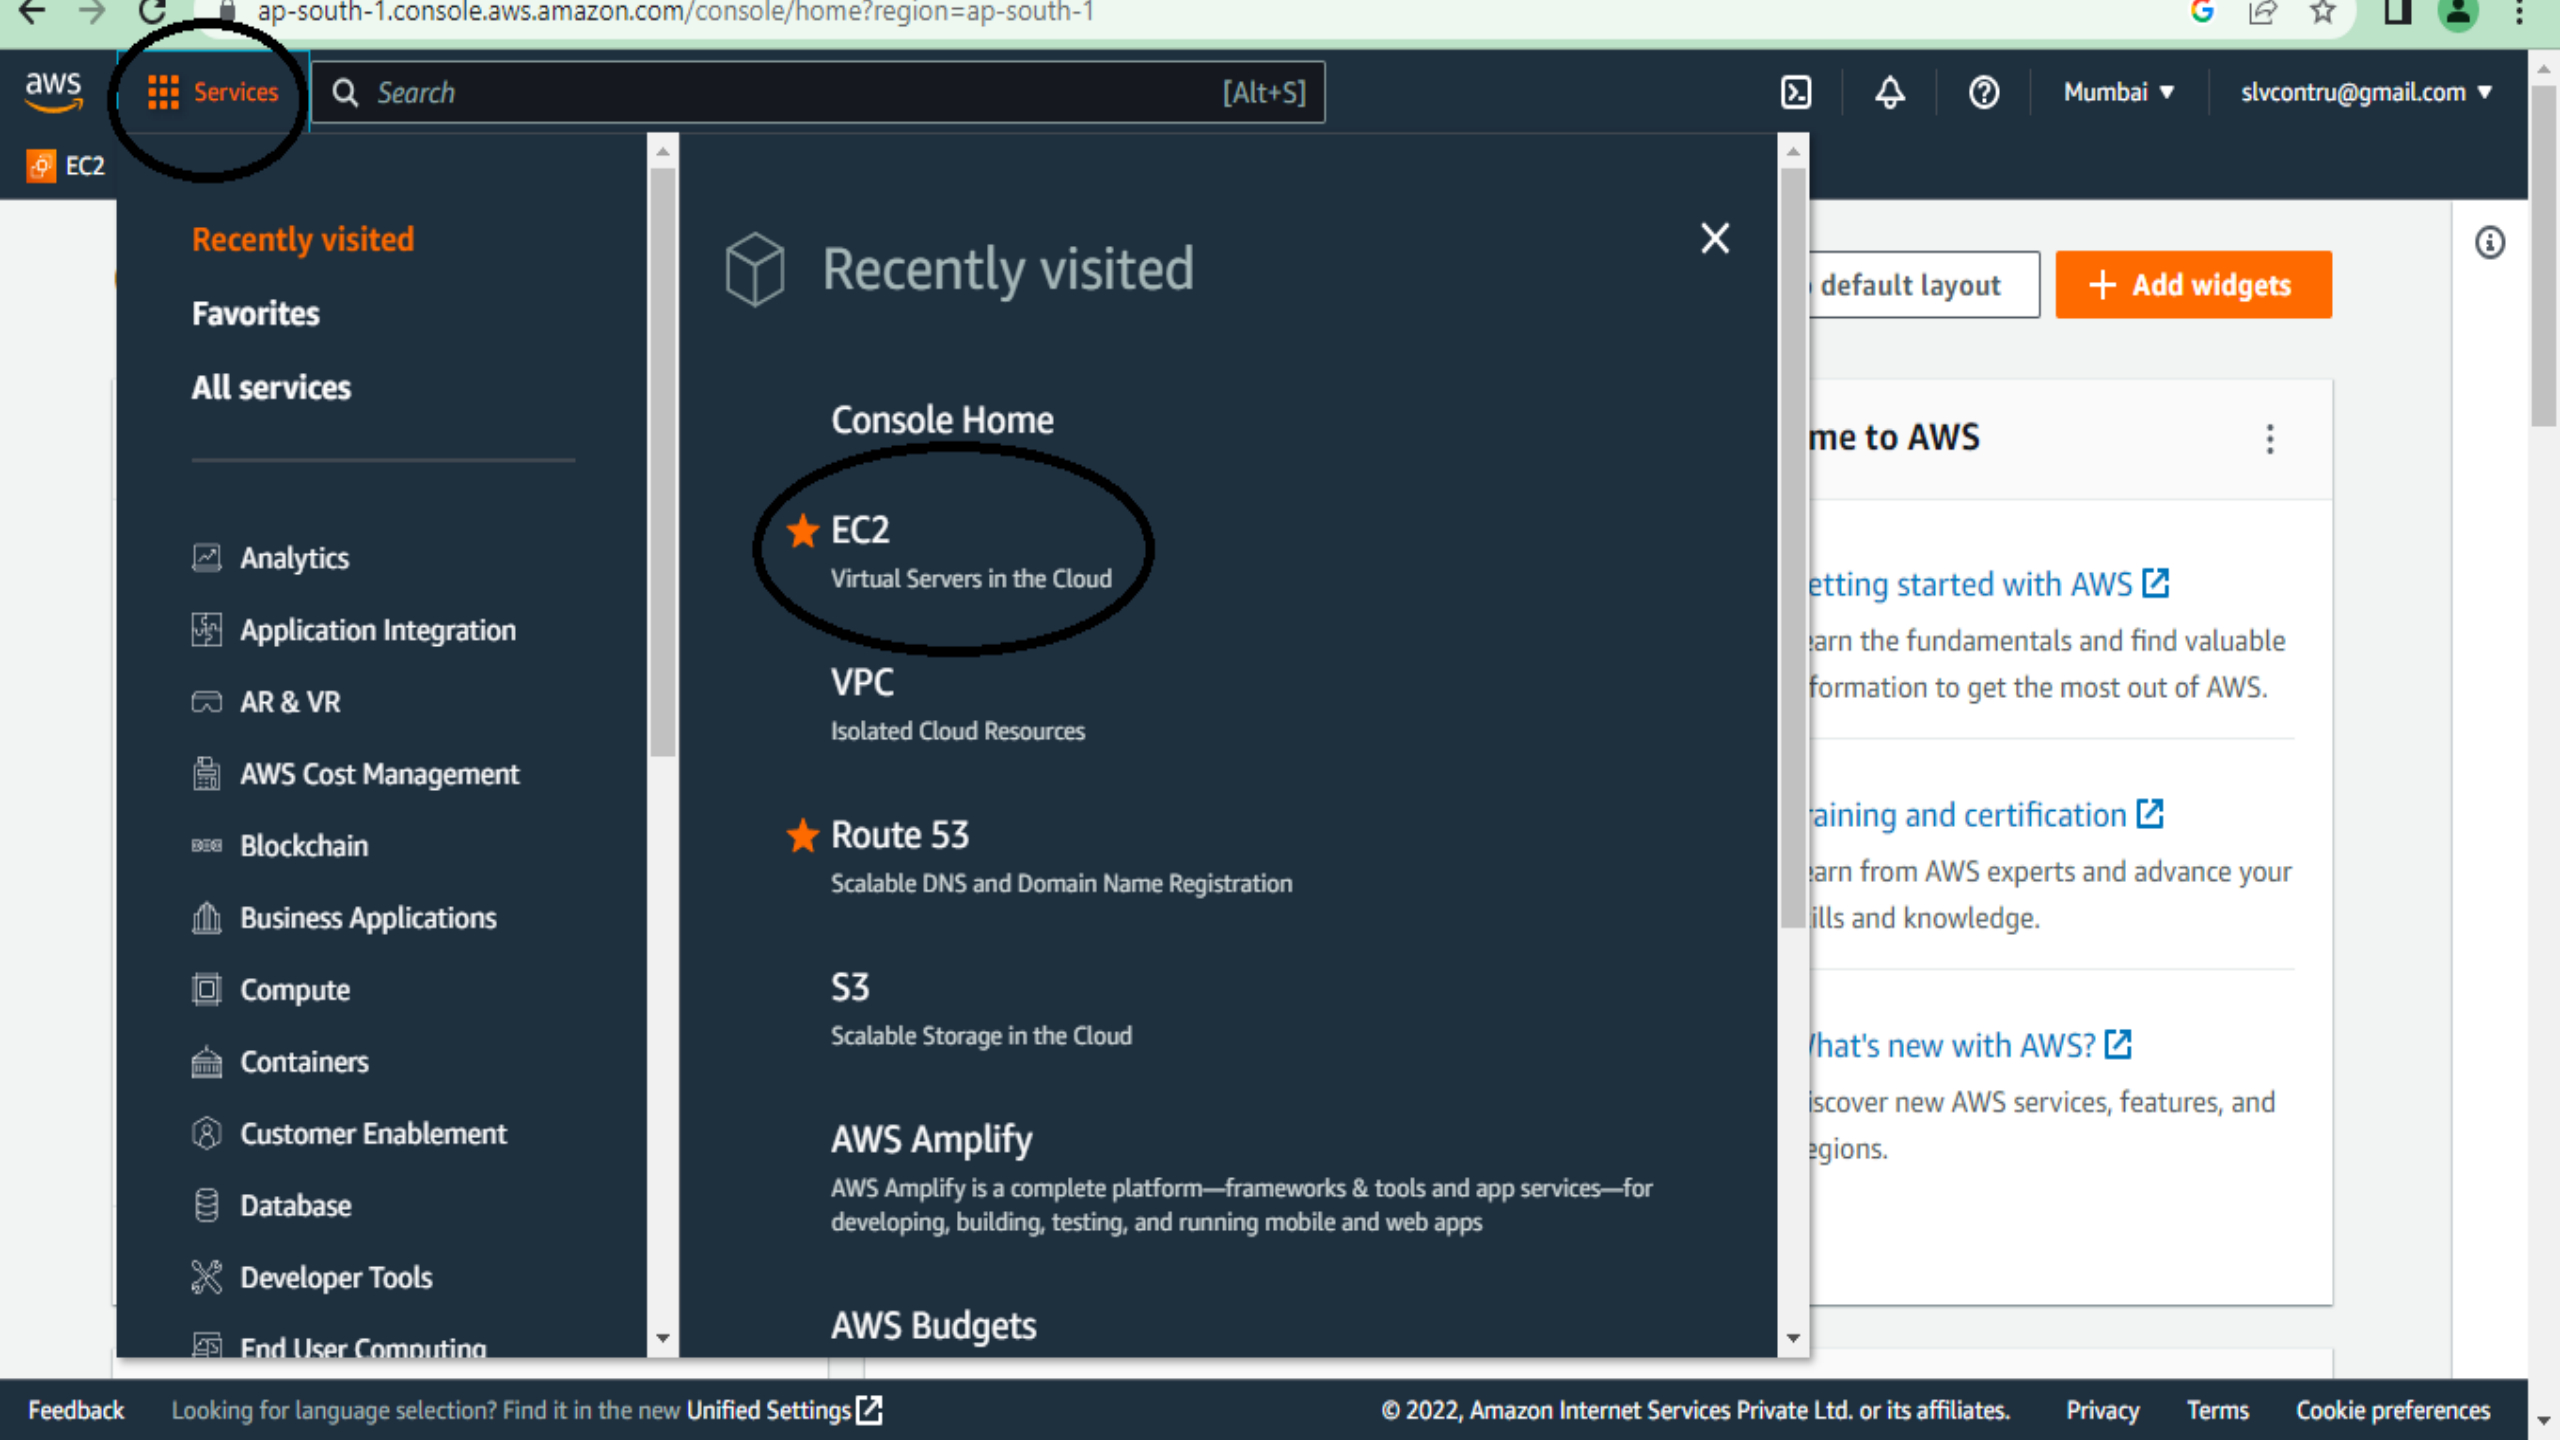 ap-south-1.console.aws.amazon.com/console/home?region=ap-south-1
aws
Services
Search
[Alt+S]
Mumbai
slvcontru@gmail.com
EC2
Recently visited
Favorites
All services
Analytics
Application Integration
AR & VR
AWS Cost Management
Blockchain
Business Applications
Compute
Containers
Customer Enablement
Database
Developer Tools
End User Computing
Recently visited
Console Home
EC2
Virtual Servers in the Cloud
VPC
Isolated Cloud Resources
Route 53
Scalable DNS and Domain Name Registration
S3
Scalable Storage in the Cloud
AWS Amplify
AWS Amplify is a complete platform—frameworks & tools and app services—for
developing, building, testing, and running mobile and web apps
AWS Budgets
default layout
+ Add widgets
me to AWS
etting started with AWS
earn the fundamentals and find valuable
formation to get the most out of AWS.
raining and certification
earn from AWS experts and advance your
ills and knowledge.
hat's new with AWS?
iscover new AWS services, features, and
egions.
Feedback
Looking for language selection? Find it in the new Unified Settings
© 2022, Amazon Internet Services Private Ltd. or its affiliates.
Privacy
Terms
Cookie preferences